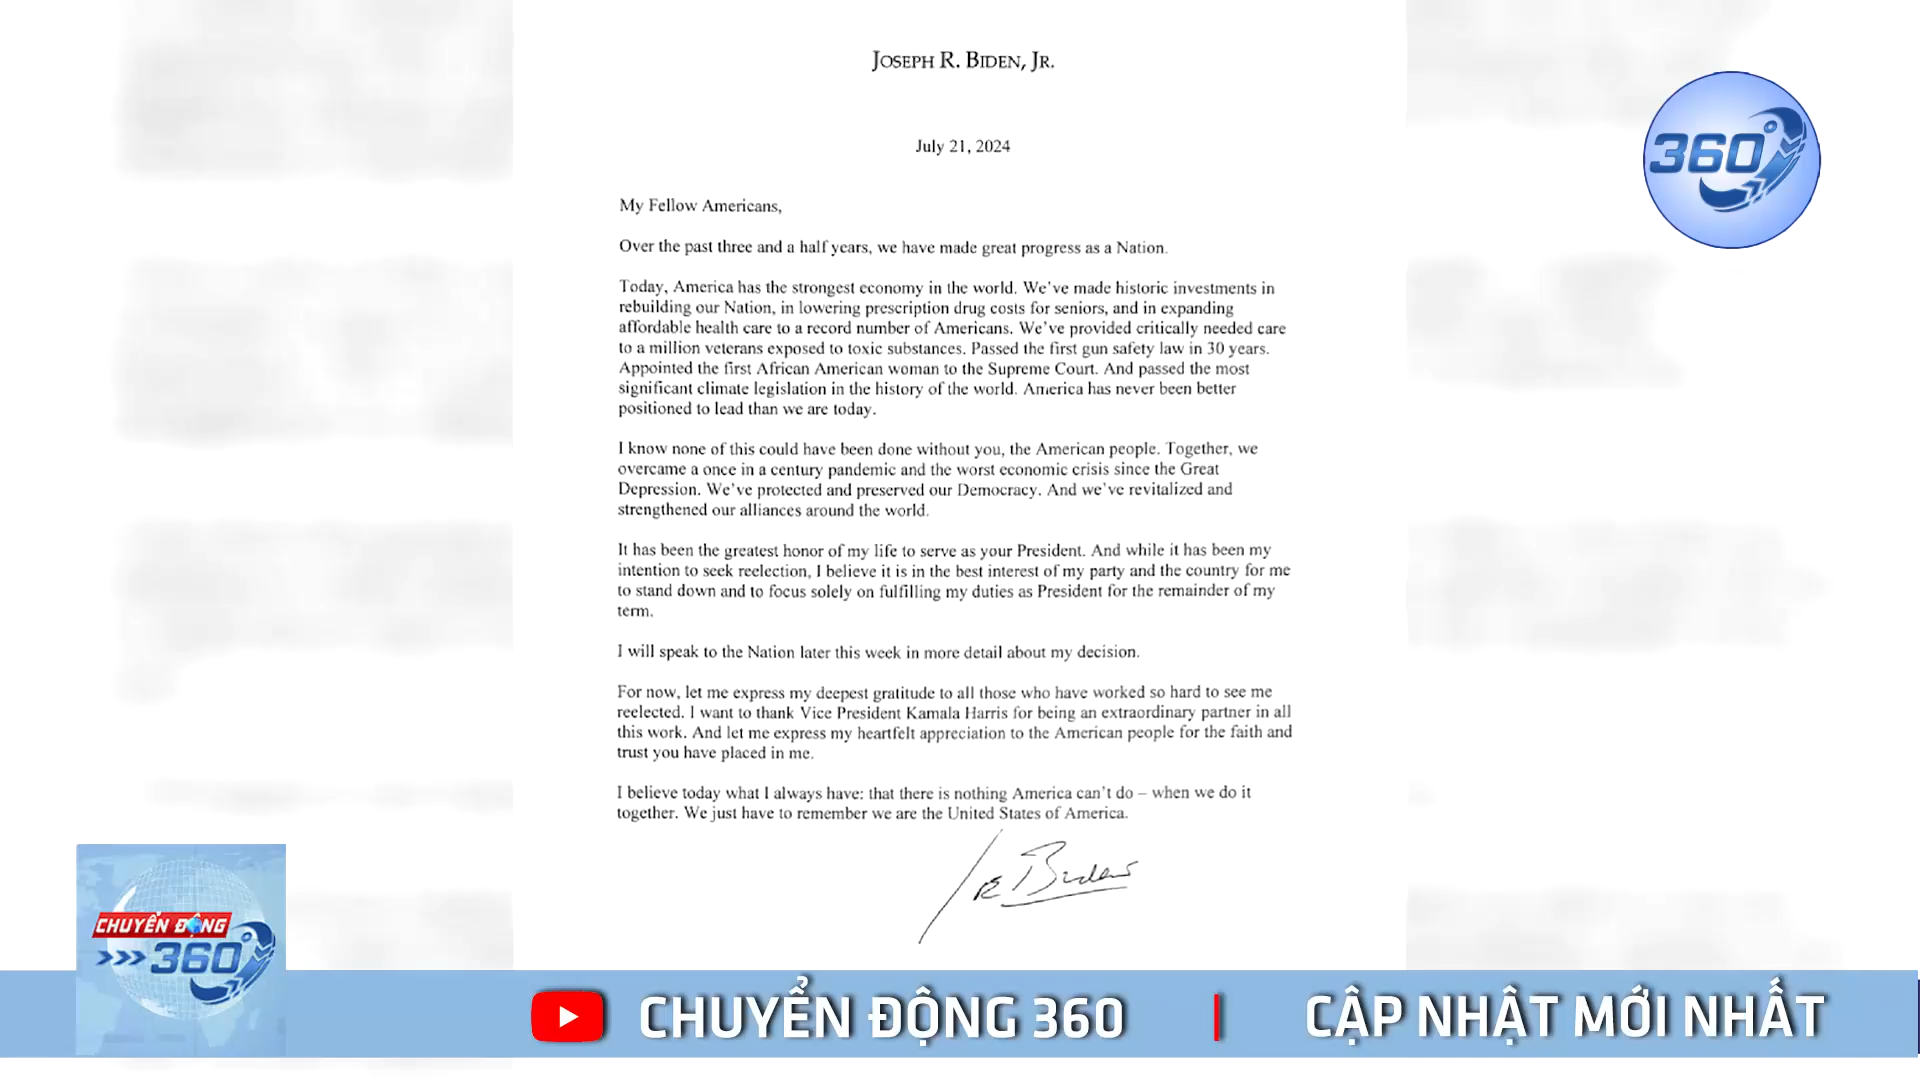 JOSEPH R. BIDEN, JR.
July 21, 2024
360°
My Fellow Americans,
Over the past three and a half years, we have made great progress as a Nation.
Today, America has the strongest economy in the world. We've made historic investments in
rebuilding our Nation, in lowering prescription drug costs for seniors, and in expanding
affordable health care to a record number of Americans. We've provided critically needed care
to a million veterans exposed to toxic substances. Passed the first gun safety law in 30 years.
Appointed the first African American woman to the Supreme Court. And passed the most
significant climate legislation in the history of the world. America has never been better
positioned to lead than we are today.
I know none of this could have been done without you, the American people. Together, we
overcame a once in a century pandemic and the worst economic crisis since the Great
Depression. We've protected and preserved our Democracy. And we've revitalized and
strengthened our alliances around the world.
It has been the greatest honor of my life to serve as your President. And while it has been my
intention to seek reelection, I believe it is in the best interest of my party and the country for me
to stand down and to focus solely on fulfilling my duties as President for the remainder of my
term.
I will speak to the Nation later this week in more detail about my decision.
For now, let me express my deepest gratitude to all those who have worked so hard to see me
reelected. I want to thank Vice President Kamala Harris for being an extraordinary partner in all
this work. And let me express my heartfelt appreciation to the American people for the faith and
trust you have placed in me.
I believe today what I always have: that there is nothing America can't do – when we do it
together. We just have to remember we are the United States of America.
Joe Biden
CHUYỂN ĐỘNG
>>> 360°
CHUYỂN ĐỘNG 360 | CẬP NHẬT MỚI NHẤT